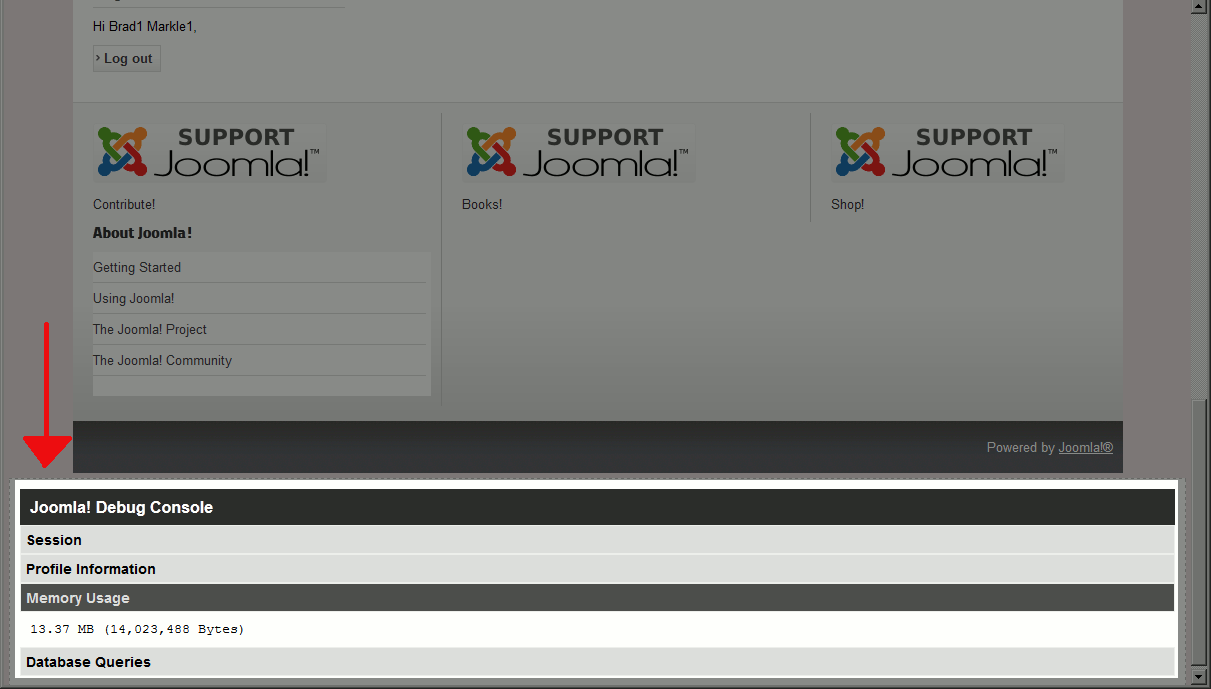 Hi Brad1 Markle1,
› Log out
SUPPORT
Joomla!™
Contribute!
SUPPORT
Joomla!™
Books!
SUPPORT
Joomla!™
Shop!
About Joomla!
Getting Started
Using Joomla!
The Joomla! Project
The Joomla! Community
Powered by Joomla!®
Joomla! Debug Console
Session
Profile Information
Memory Usage
13.37 MB (14,023,488 Bytes)
Database Queries